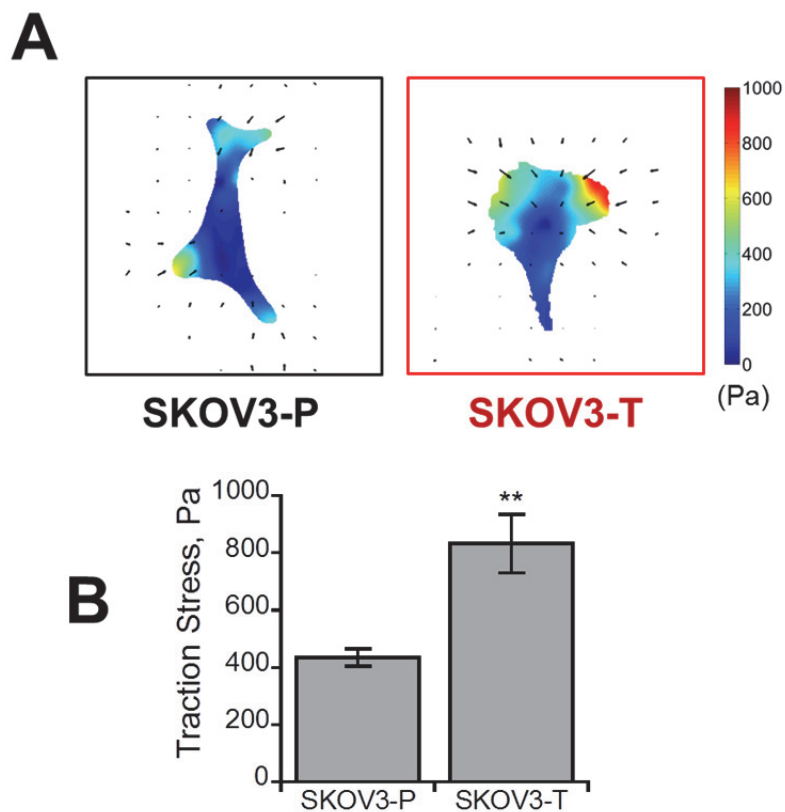 A
1000
800
600
400
200
0
(Pa)
SKOV3-P
SKOV3-T
B
Traction Stress, Pa
1000
800
600
400
200
0
**
SKOV3-P
SKOV3-T